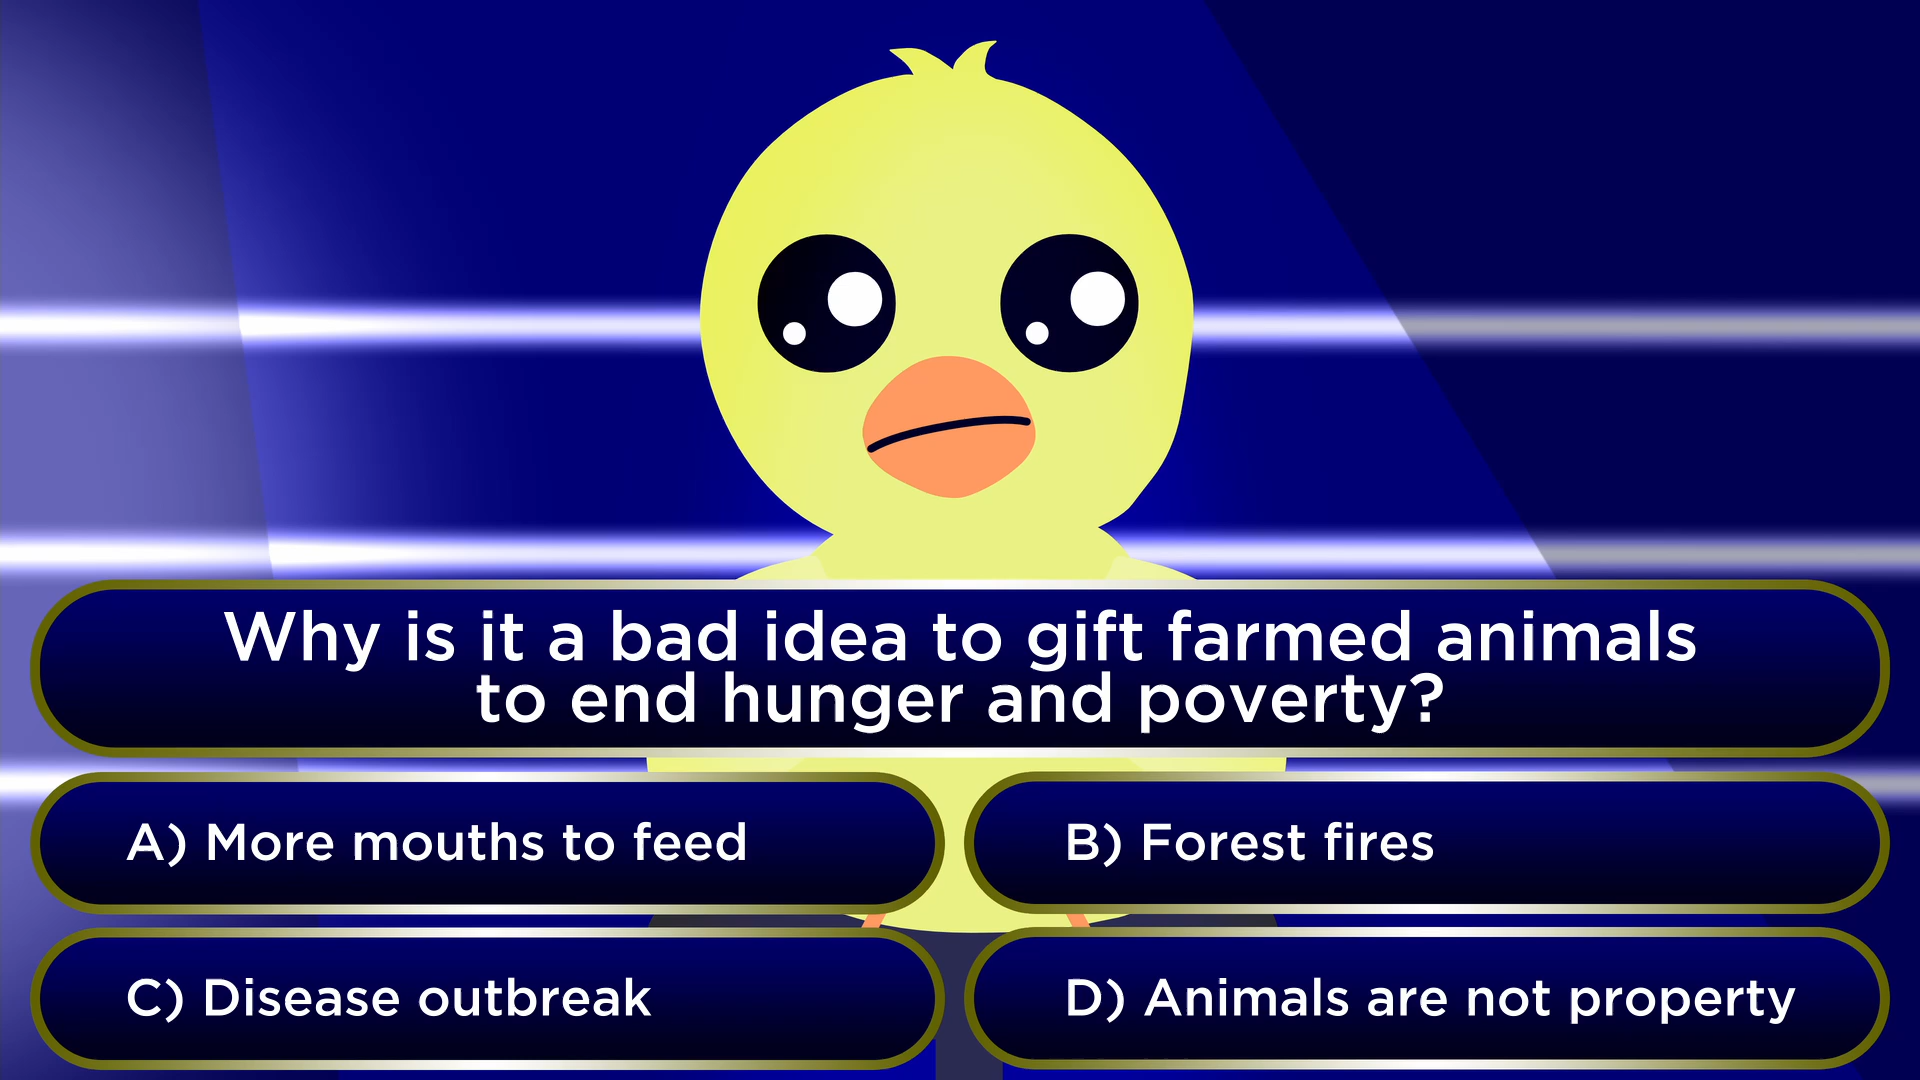 Why is it a bad idea to gift farmed animals
to end hunger and poverty?
A) More mouths to feed
B) Forest fires
C) Disease outbreak
D) Animals are not property